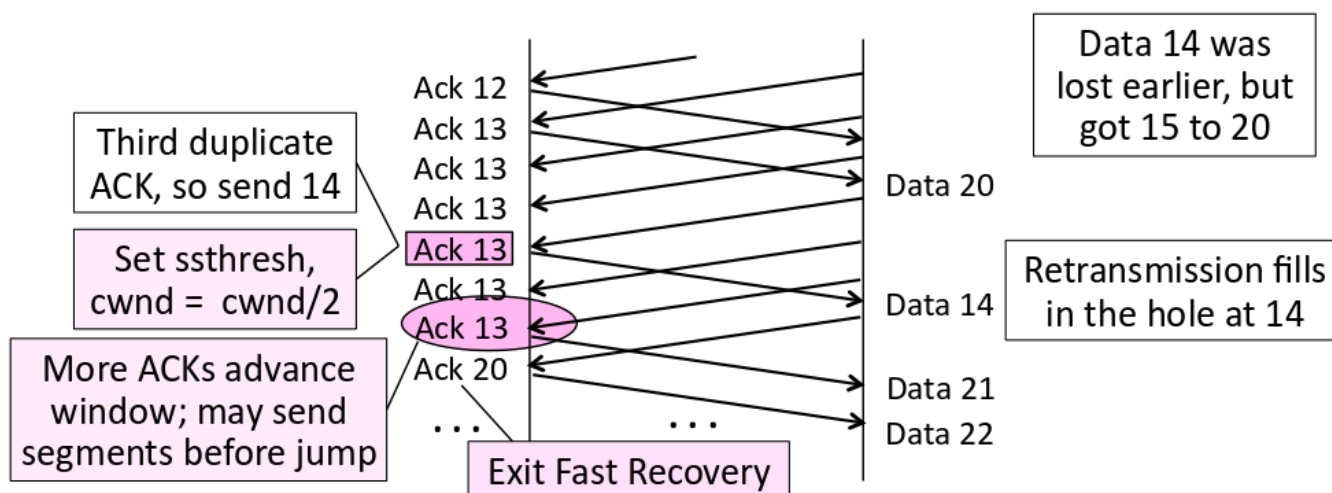 Data 14 was
lost earlier, but
got 15 to 20
Ack 12
Ack 13
Third duplicate
ACK, so send 14
Ack 13
Ack 13
Data 20
Ack 13
Set ssthresh,
cwnd = cwnd/2
Ack 13
Data 14
Retransmission fills
in the hole at 14
Ack 13
More ACKs advance
window; may send
segments before jump
Ack 20
Data 21
. . .
. . .
Data 22
Exit Fast Recovery